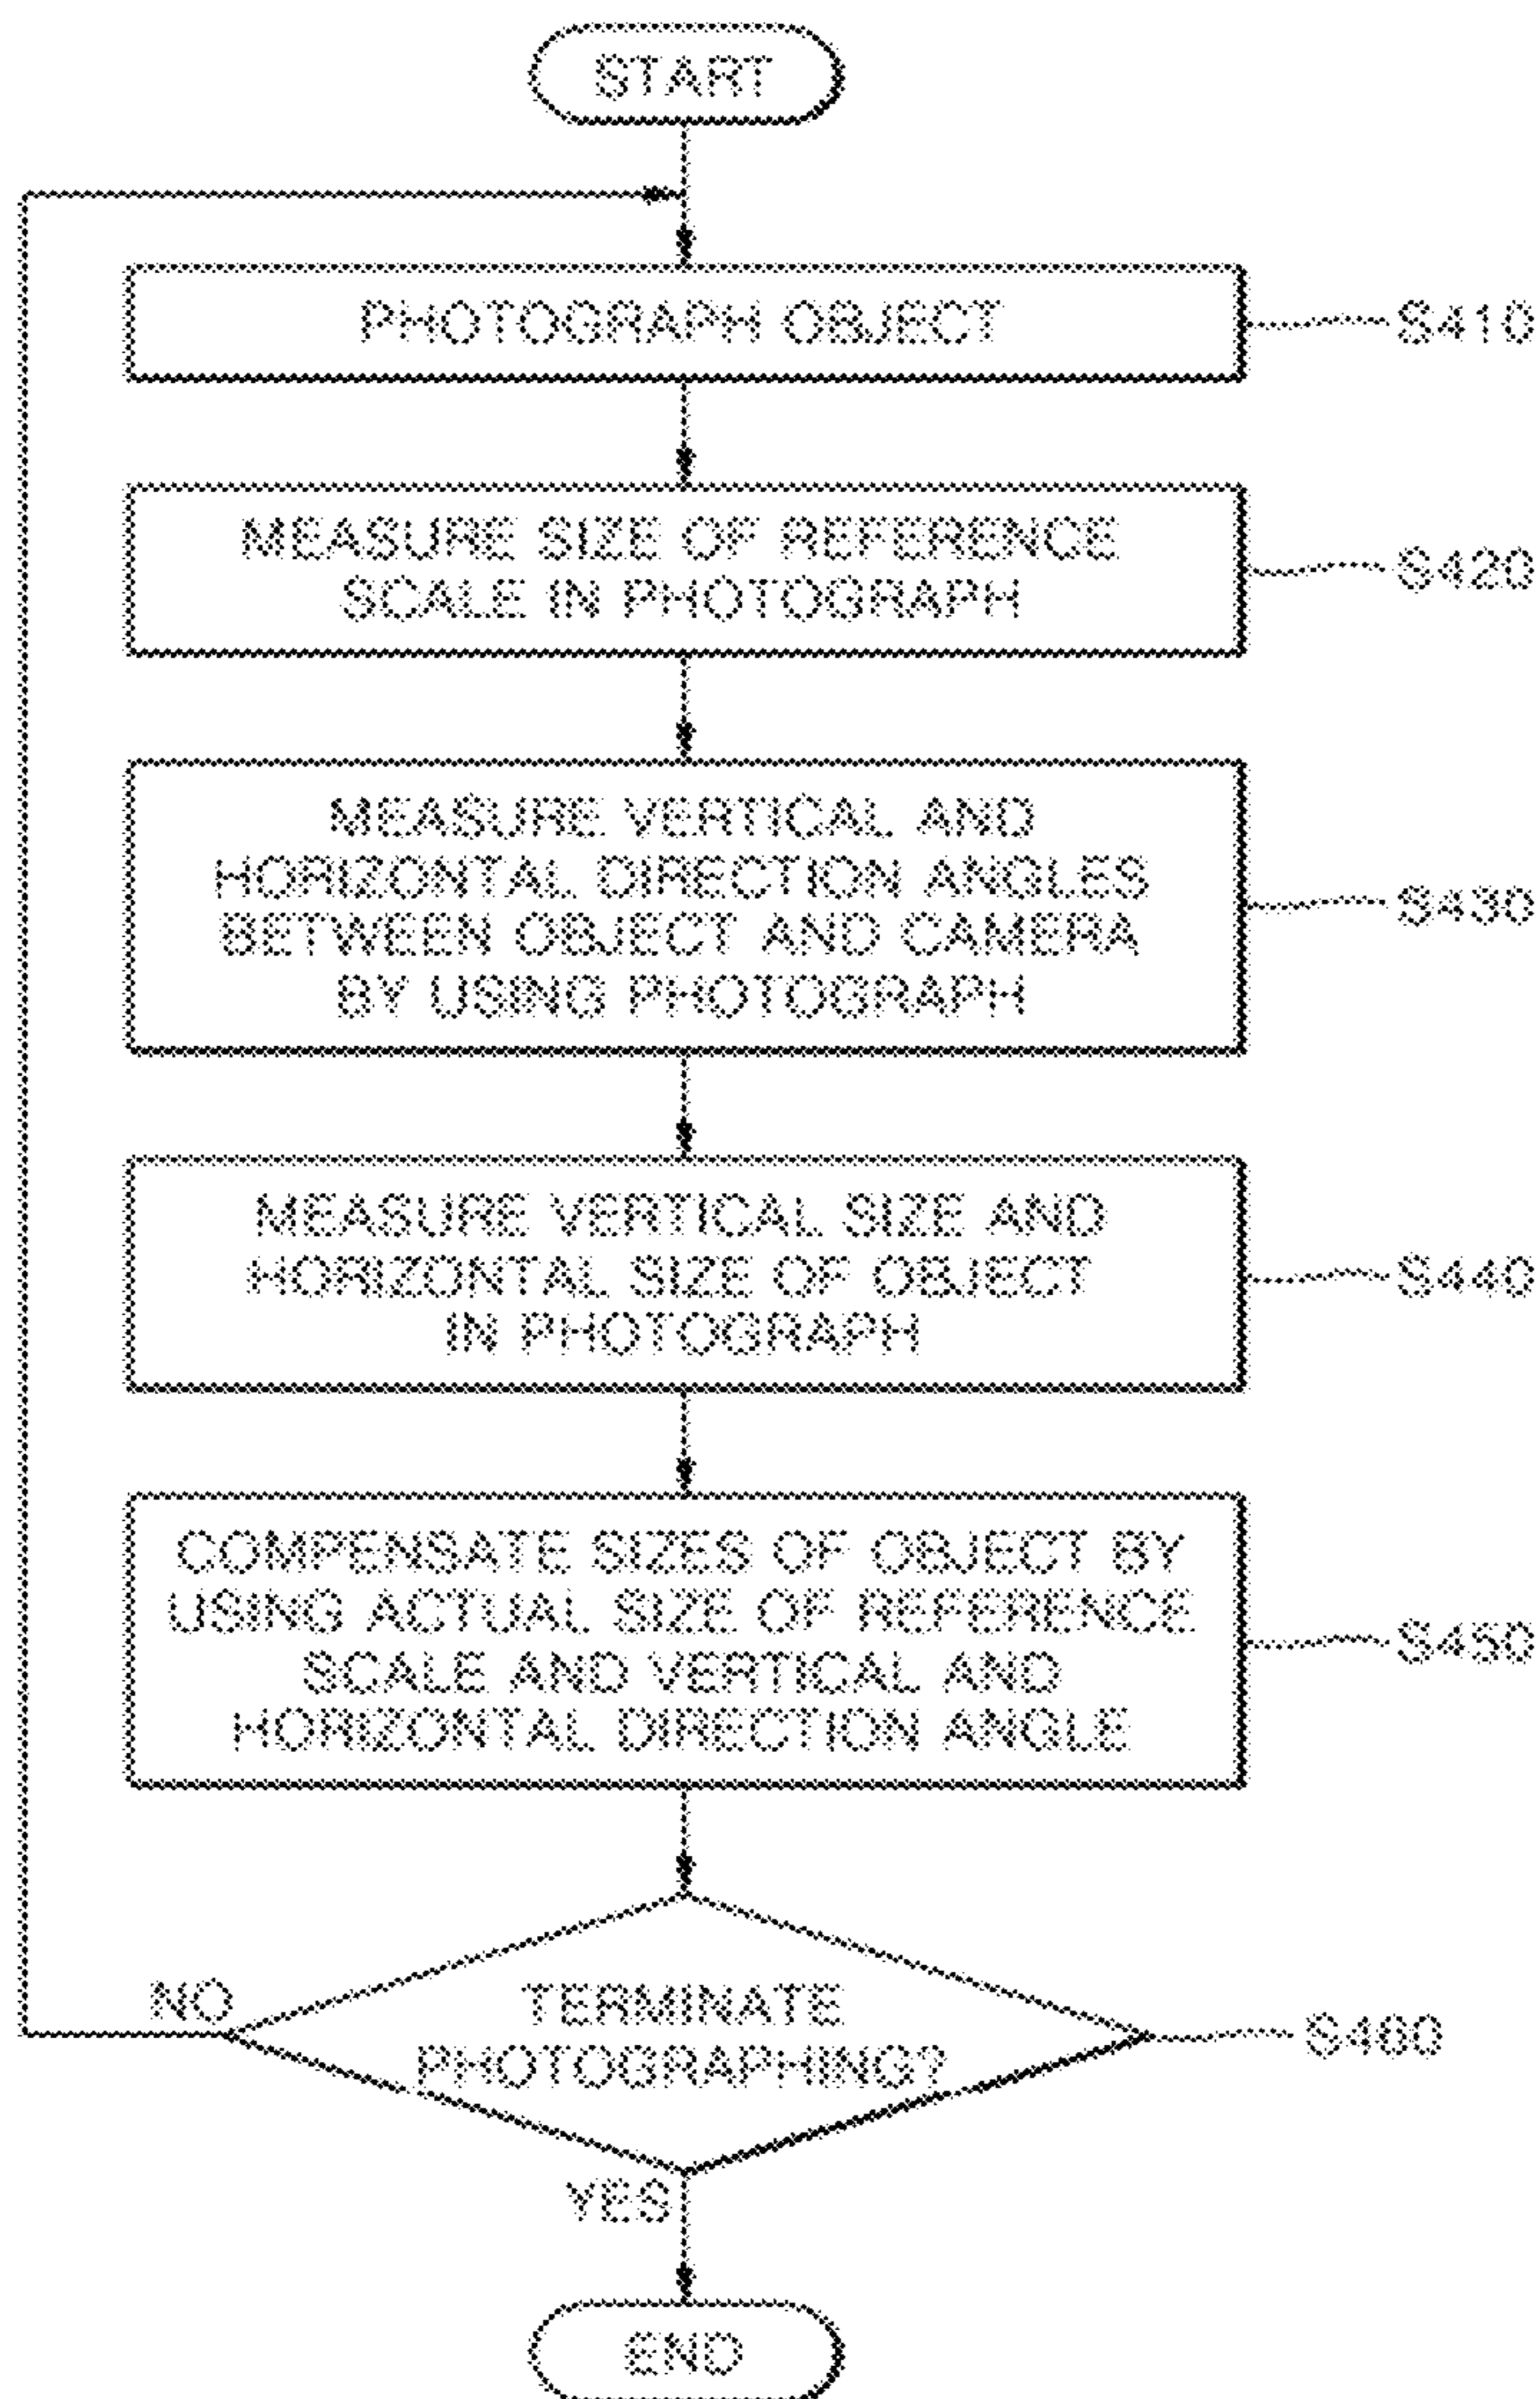 START
PHOTOGRAPH OBJECT
S410
MEASURE SIZE OF REFERENCE
SCALE IN PHOTOGRAPH
S420
MEASURE VERTICAL AND
HORIZONTAL DIRECTION ANGLES
BETWEEN OBJECT AND CAMERA
BY USING PHOTOGRAPH
S430
MEASURE VERTICAL SIZE AND
HORIZONTAL SIZE OF OBJECT
IN PHOTOGRAPH
S440
COMPENSATE SIZES OF OBJECT BY
USING ACTUAL SIZE OF REFERENCE
SCALE AND VERTICAL AND
HORIZONTAL DIRECTION ANGLE
S450
NO
TERMINATE
PHOTOGRAPHING?
S460
YES
END